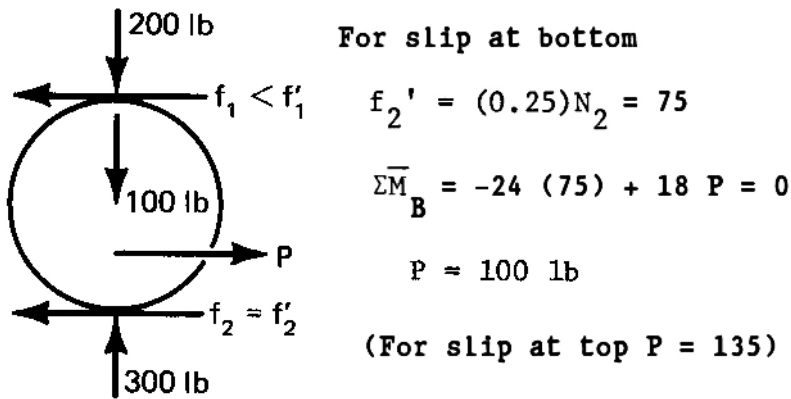 200 lb
For slip at bottom
f₁ < f₁′
f₂' = (0.25)N₂ = 75
ΣM̅_B = -24 (75) + 18 P = 0
100 lb
P
P = 100 lb
f₂ = f₂′
(For slip at top P = 135)
300 lb